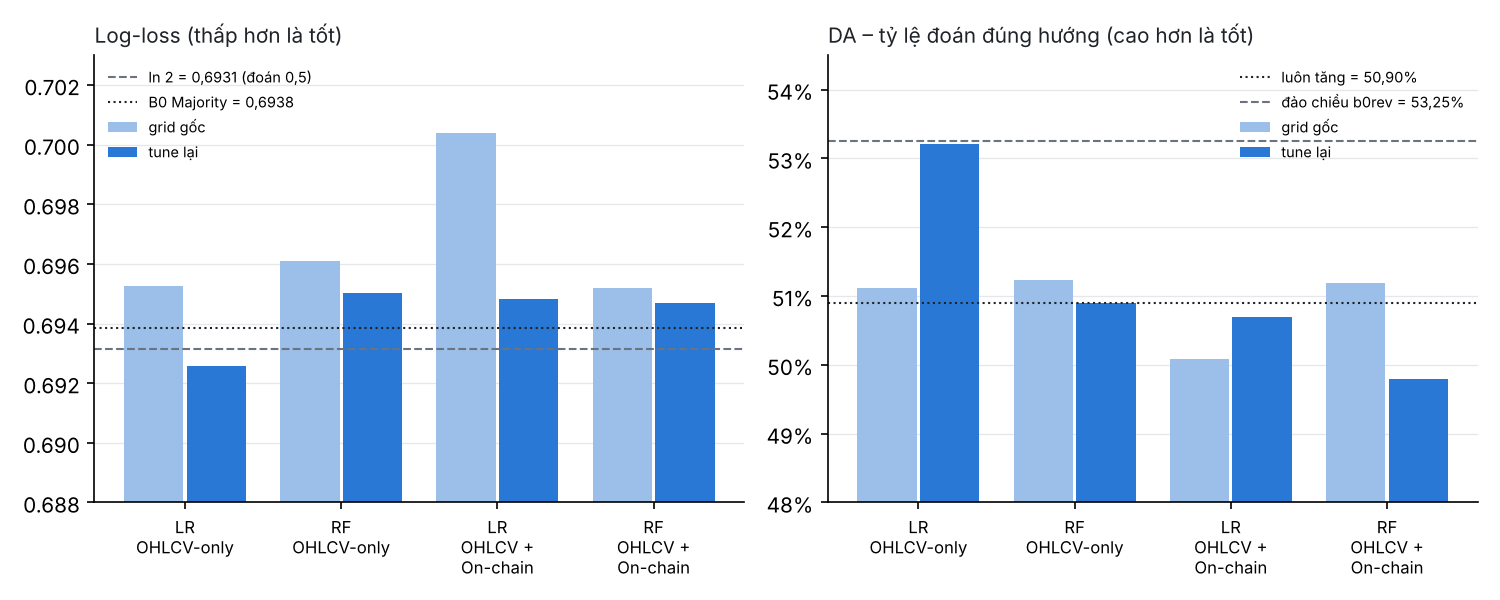 Log-loss (thấp hơn là tốt)
ln 2 = 0,6931 (đoán 0,5)
B0 Majority = 0,6938
grid gốc
tune lại
0.702
0.700
0.698
0.696
0.694
0.692
0.690
0.688
LR
OHLCV-only
RF
OHLCV-only
LR
OHLCV +
On-chain
RF
OHLCV +
On-chain
DA – tỷ lệ đoán đúng hướng (cao hơn là tốt)
luôn tăng = 50,90%
đảo chiều b0rev = 53,25%
grid gốc
tune lại
54%
53%
52%
51%
50%
49%
48%
LR
OHLCV-only
RF
OHLCV-only
LR
OHLCV +
On-chain
RF
OHLCV +
On-chain